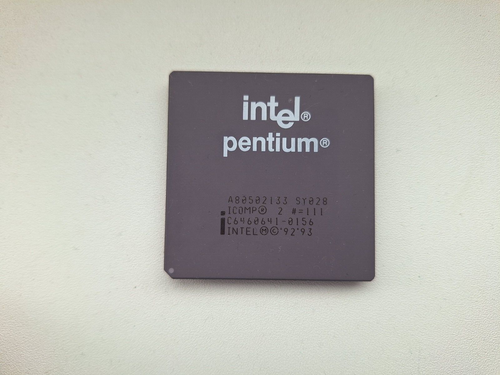 intel®
pentium®
A80502133 SY028
ICOMP® 2 #=111
C6460641-0156
INTEL Ⓜ©'92'93